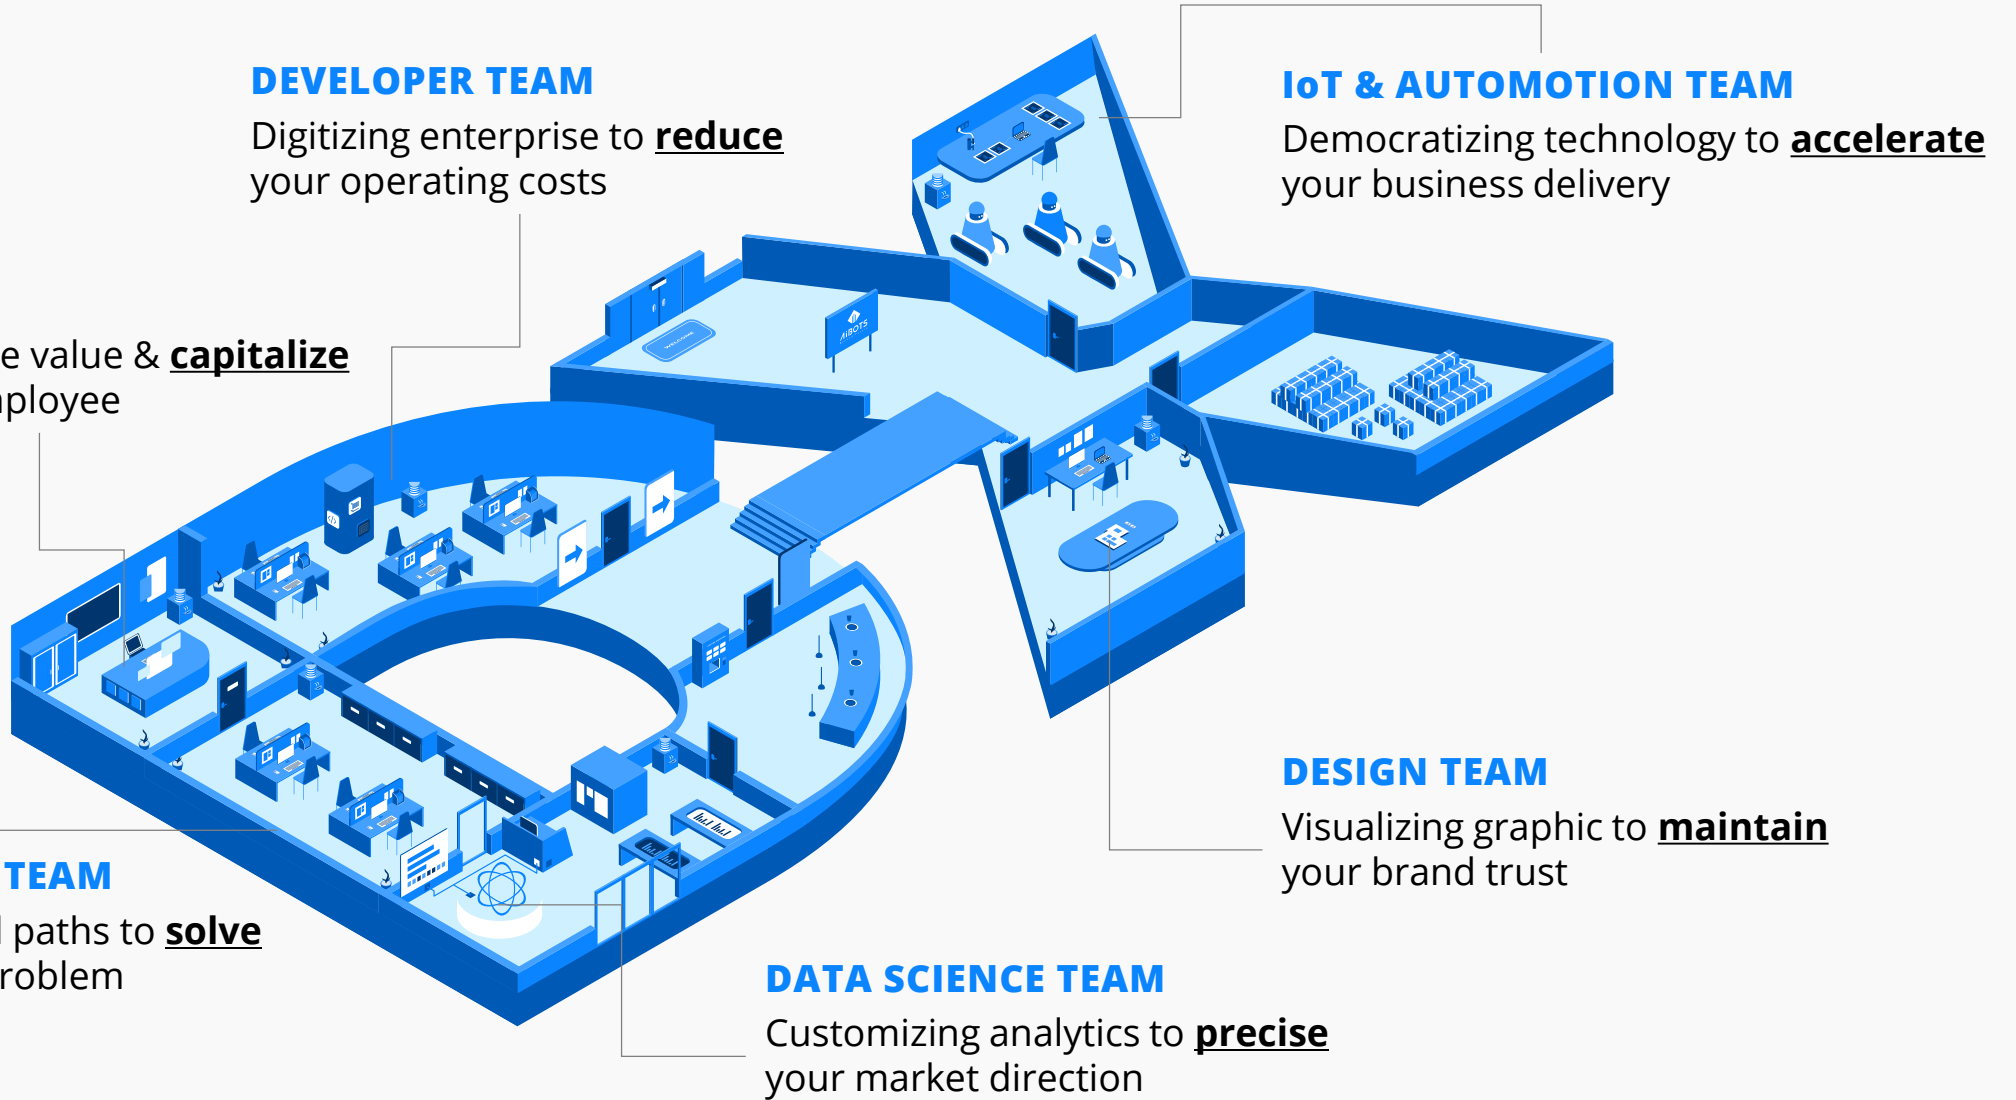 DEVELOPER TEAM
Digitizing enterprise to reduce
your operating costs
IoT & AUTOMOTION TEAM
Democratizing technology to accelerate
your business delivery
value & capitalize
WELCOME
AiBOTS
TEAM
paths to solve
DESIGN TEAM
Visualizing graphic to maintain
your brand trust
DATA SCIENCE TEAM
Customizing analytics to precise
your market direction